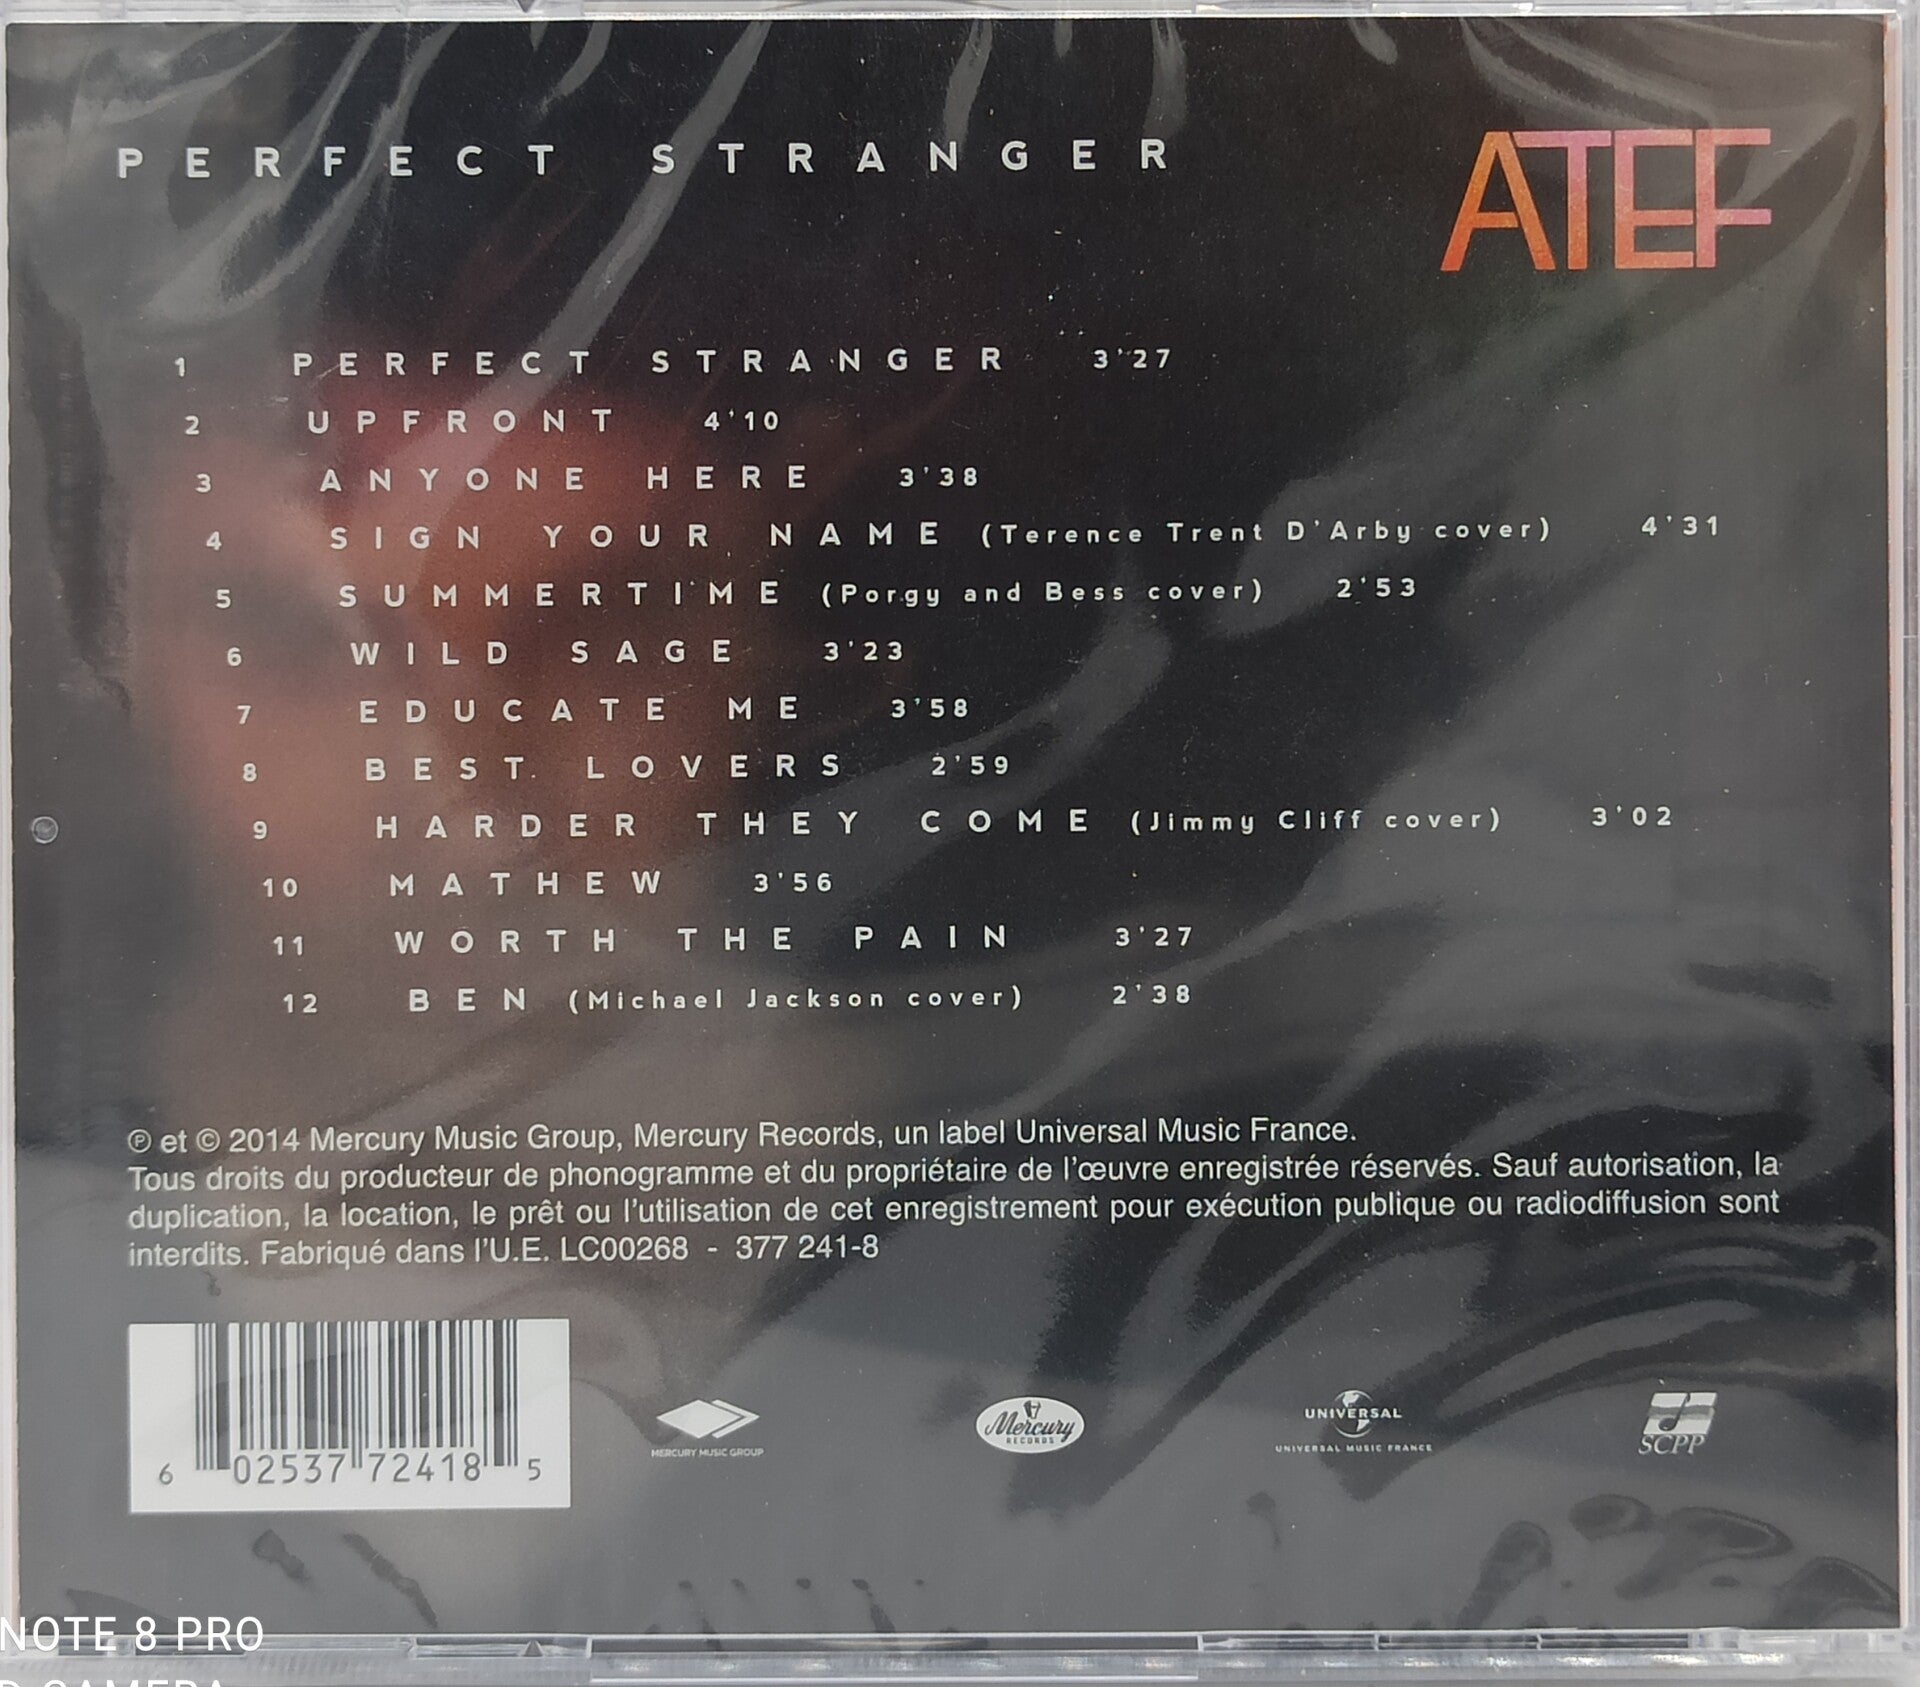 PERFECT STRANGER
ATEF
1 PERFECT STRANGER 3'27
2 UPFRONT 4'10
3 ANYONE HERE 3'38
4 SIGN YOUR NAME (Terence Trent D'Arby cover) 4'31
5 SUMMERTIME (Porgy and Bess cover) 2'53
6 WILD SAGE 3'23
7 EDUCATE ME 3'58
8 BEST LOVERS 2'59
9 HARDER THEY COME (Jimmy Cliff cover) 3'02
10 MATHEW 3'56
11 WORTH THE PAIN 3'27
12 BEN (Michael Jackson cover) 2'38
℗ et © 2014 Mercury Music Group, Mercury Records, un label Universal Music France.
Tous droits du producteur de phonogramme et du propriétaire de l'œuvre enregistrée réservés. Sauf autorisation, la
duplication, la location, le prêt ou l'utilisation de cet enregistrement pour exécution publique ou radiodiffusion sont
interdits. Fabriqué dans l'U.E. LC00268 - 377 241-8
6 02537 72418 5
MERCURY MUSIC GROUP
Mercury
RECORDS
UNIVERSAL
UNIVERSAL MUSIC FRANCE
SCPP
NOTE 8 PRO
CAMERA